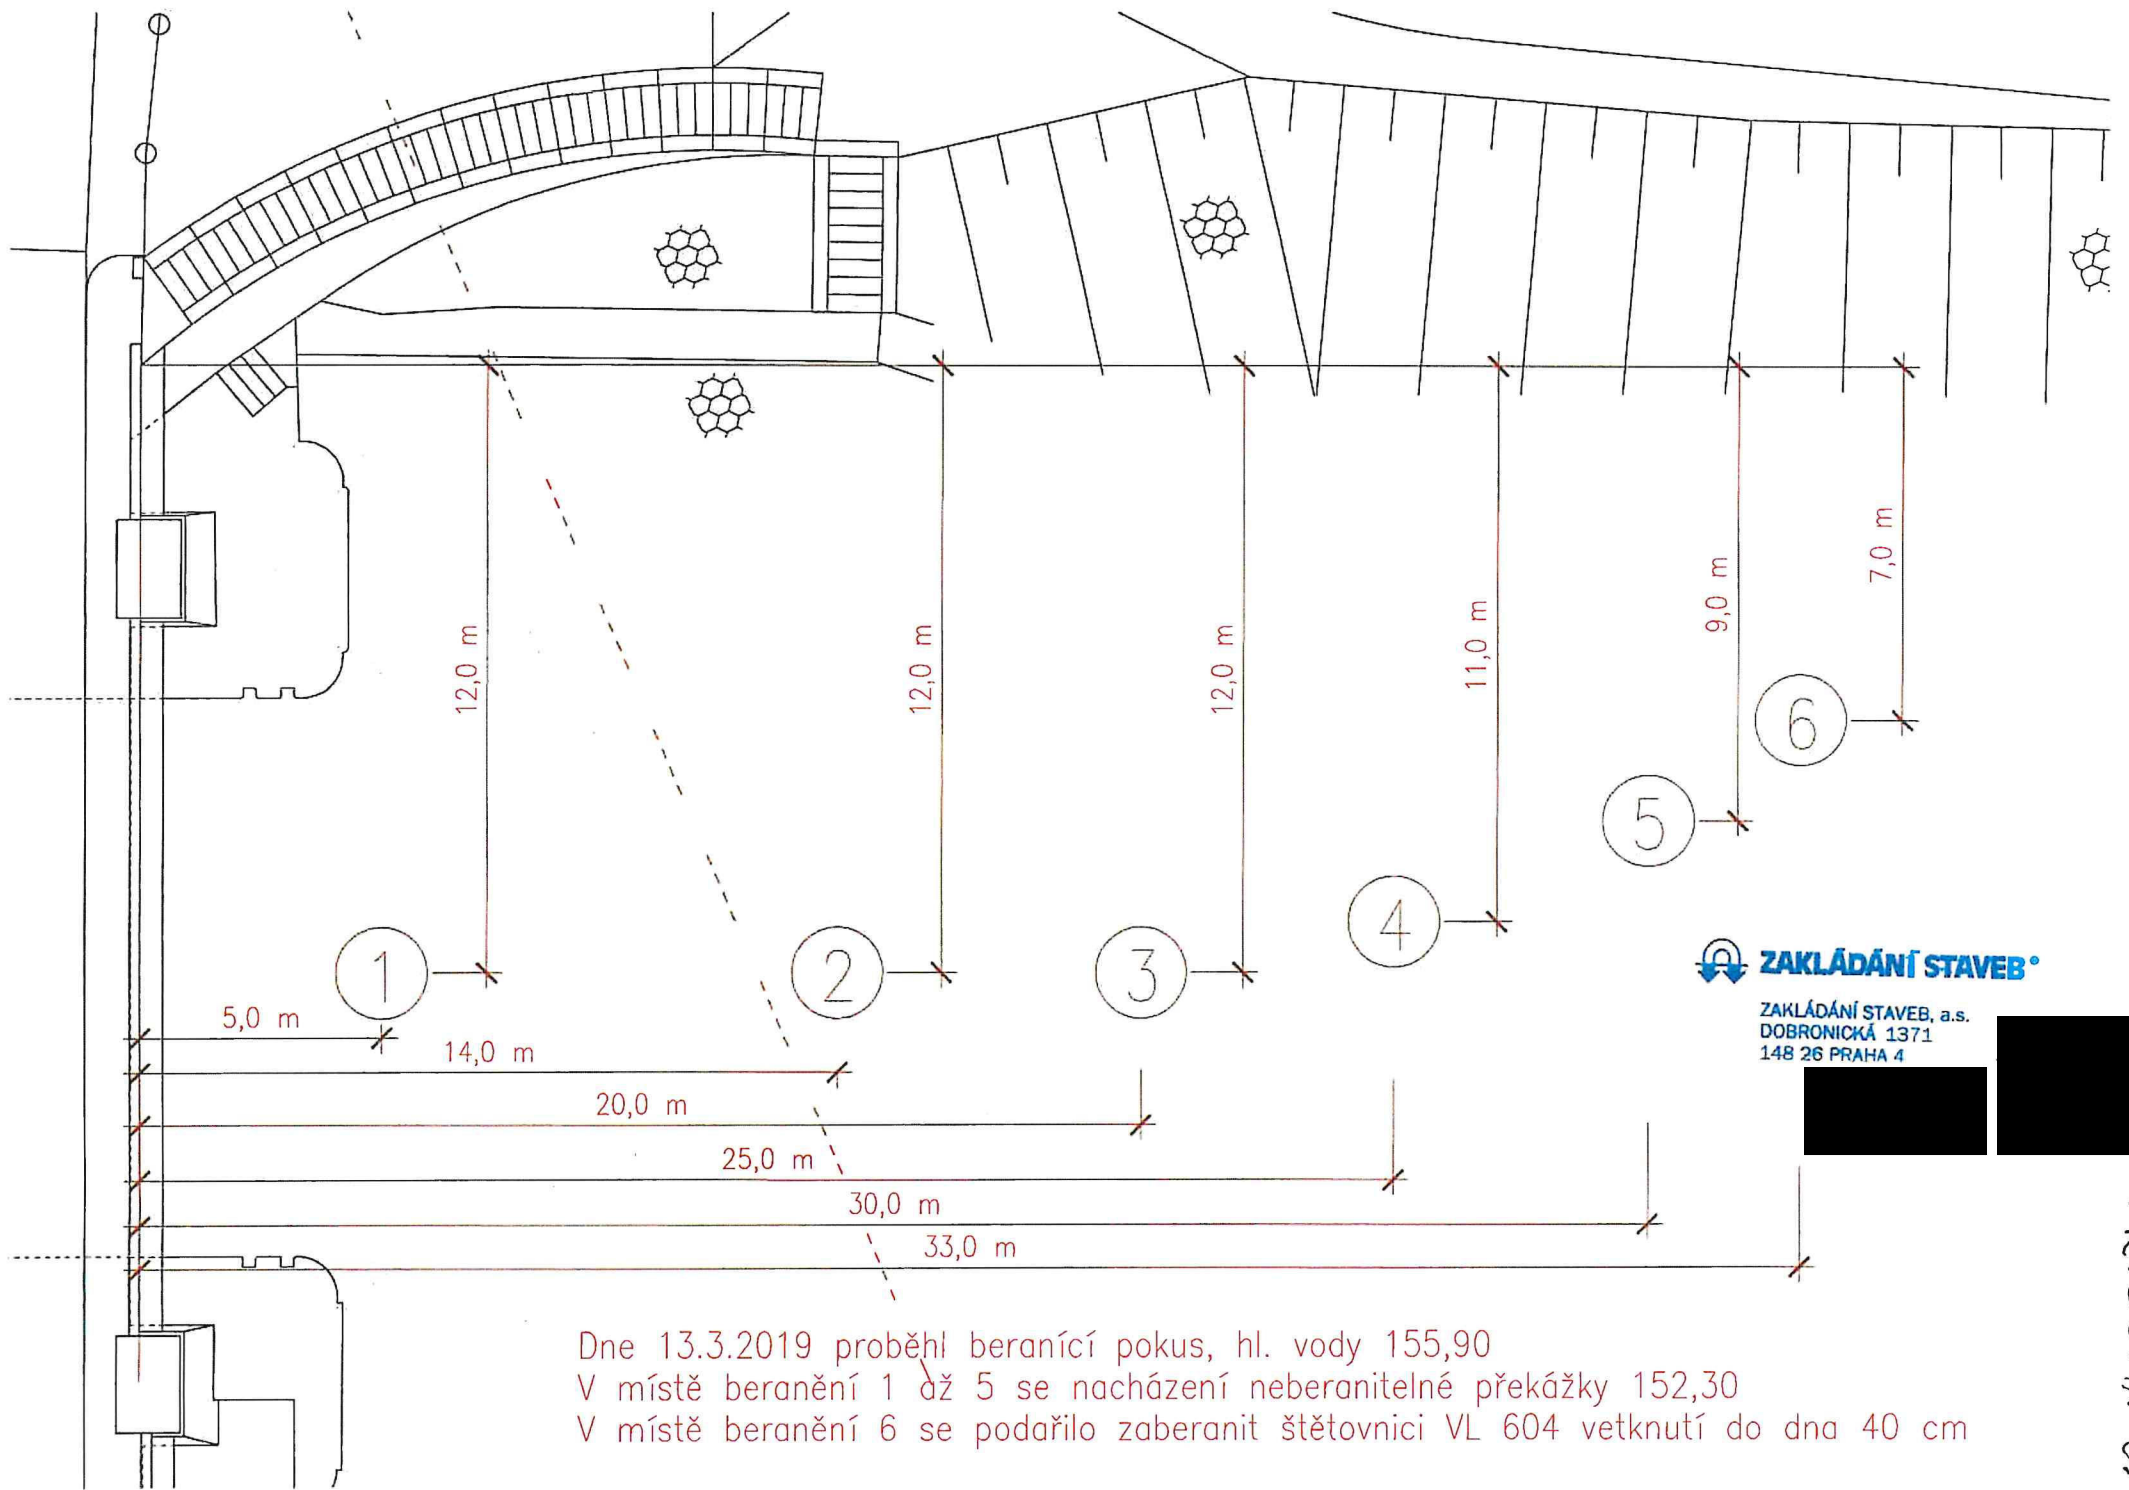 12,0 m
12,0 m
12,0 m
11,0 m
9,0 m
7,0 m
1
2
3
4
5
6
5,0 m
14,0 m
20,0 m
25,0 m
30,0 m
33,0 m
ZAKLÁDÁNÍ STAVEB
ZAKLÁDÁNÍ STAVEB, a.s.
DOBRONICKÁ 1371
148 26 PRAHA 4
Dne 13.3.2019 proběhl beranící pokus, hl. vody 155,90
V místě beranění 1 až 5 se nacházení neberanitelné překážky 152,30
V místě beranění 6 se podařilo zaberanit štětovnici VL 604 vetknutí do dna 40 cm